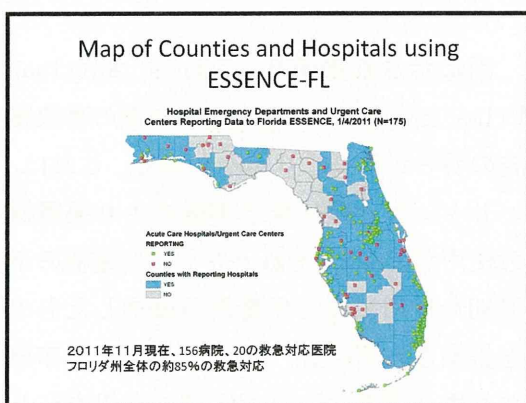 Map of Counties and Hospitals using
ESSENCE-FL
Hospital Emergency Departments and Urgent Care
Centers Reporting Data to Florida ESSENCE, 1/4/2011 (N=175)
Acute Care Hospitals/Urgent Care Centers
REPORTING
YES
NO
Counties with Reporting Hospitals
YES
NO
2011年11月現在、156病院、20の救急対応医院
フロリダ州全体の約85%の救急対応